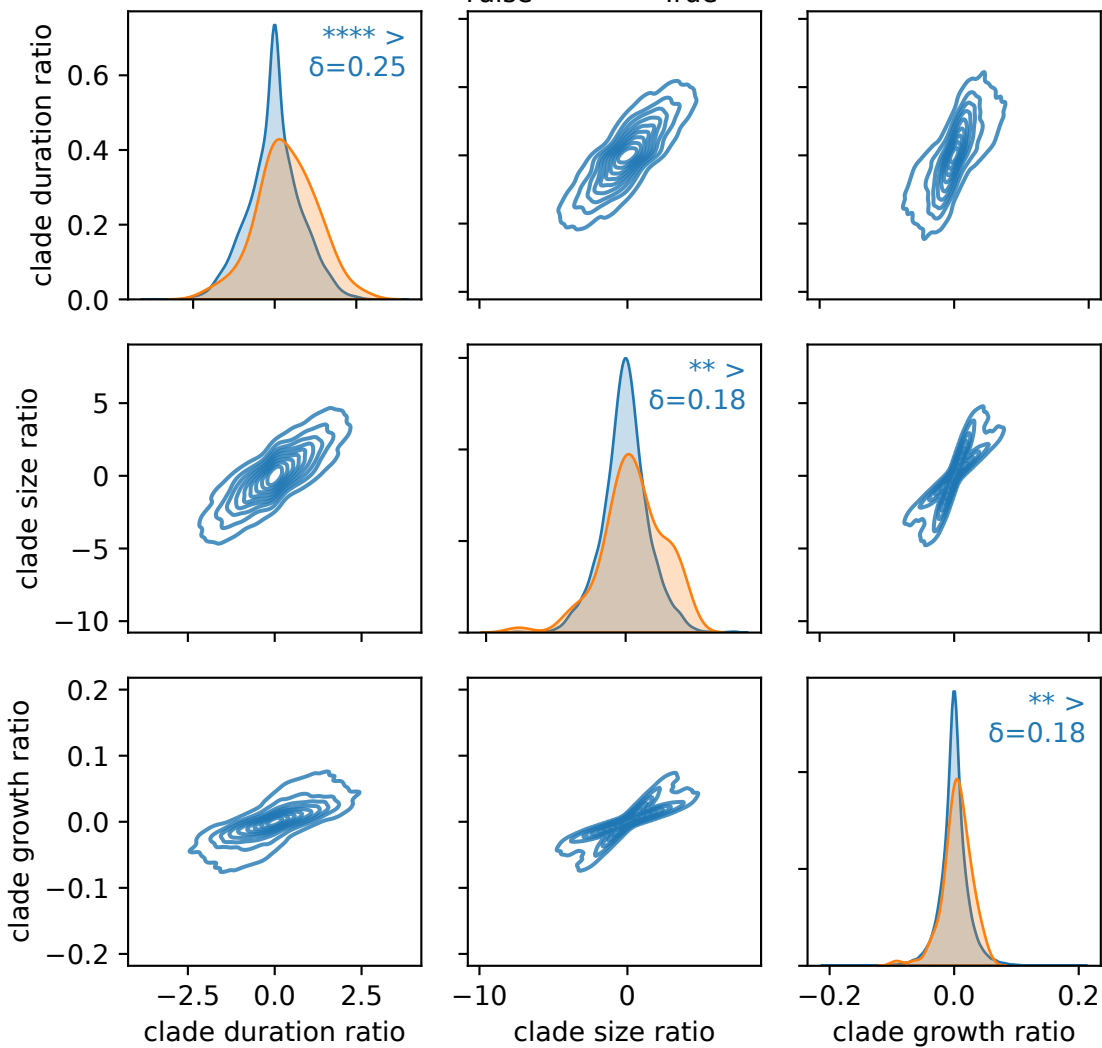 True
clade duration ratio
0.6
0.4
0.2
0.0
**** >
δ=0.25
clade size ratio
5
0
−5
−10
** >
δ=0.18
clade growth ratio
0.2
0.1
0.0
−0.1
−0.2
** >
δ=0.18
−2.5 0.0 2.5
−10 0
−0.2 0.0 0.2
clade duration ratio
clade size ratio
clade growth ratio